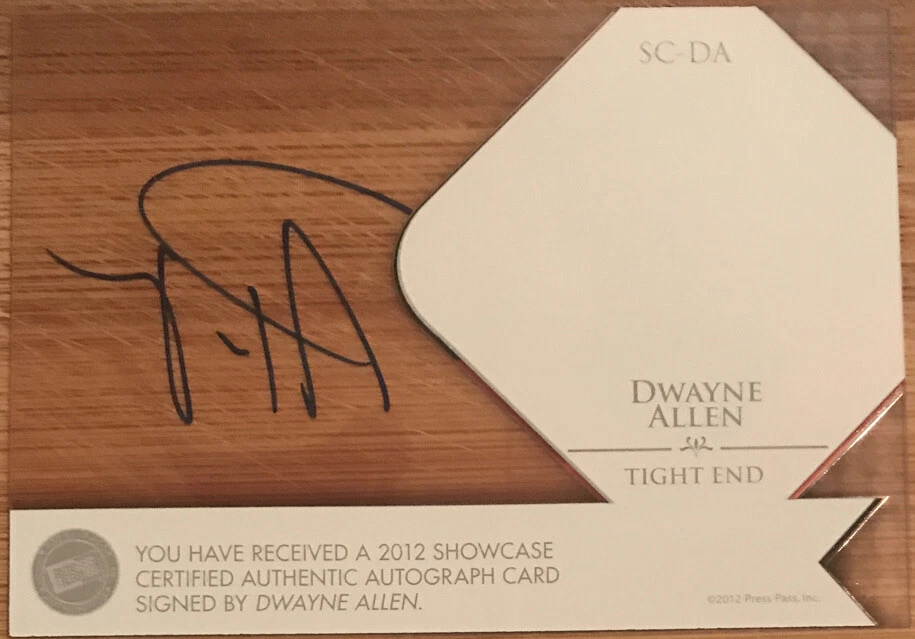 SC-DA
DWAYNE
ALLEN
TIGHT END
YOU HAVE RECEIVED A 2012 SHOWCASE
CERTIFIED AUTHENTIC AUTOGRAPH CARD
SIGNED BY DWAYNE ALLEN.
©2012 Press Pass, Inc.